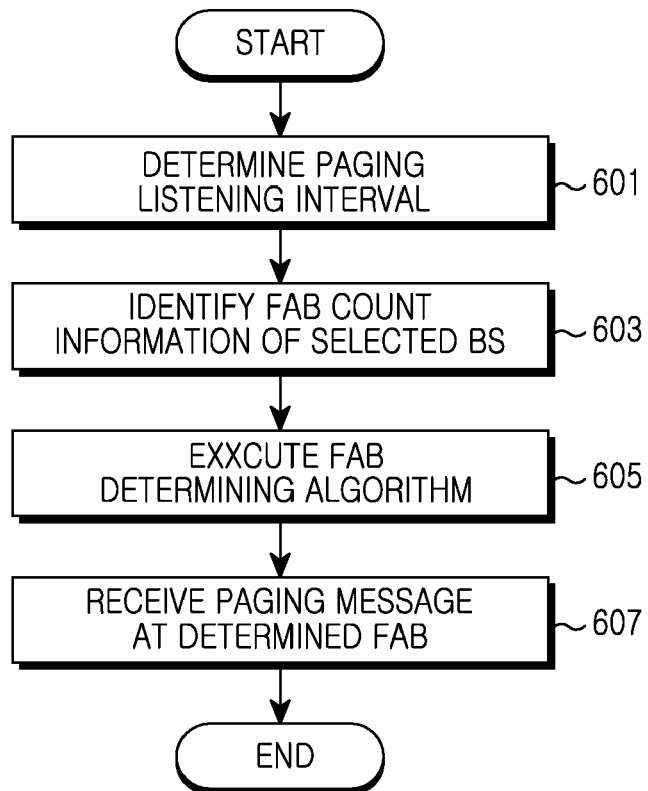 START
DETERMINE PAGING
LISTENING INTERVAL
601
IDENTIFY FAB COUNT
INFORMATION OF SELECTED BS
603
EXXCUTE FAB
DETERMINING ALGORITHM
605
RECEIVE PAGING MESSAGE
AT DETERMINED FAB
607
END